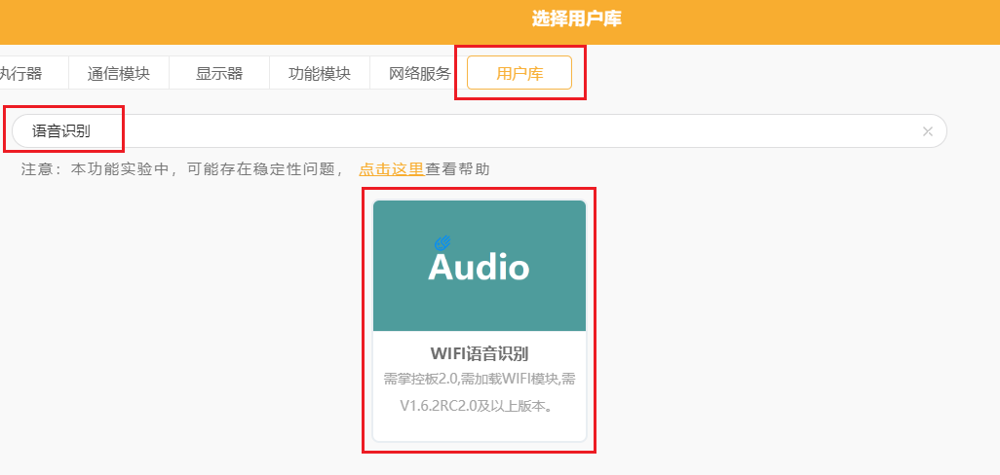 选择用户库
执行器 通信模块 显示器 功能模块 网络服务 用户库
语音识别
注意：本功能实验中，可能存在稳定性问题， 点击这里查看帮助
Audio
WIFI语音识别
需掌控板2.0,需加载WIFI模块,需
V1.6.2RC2.0及以上版本。